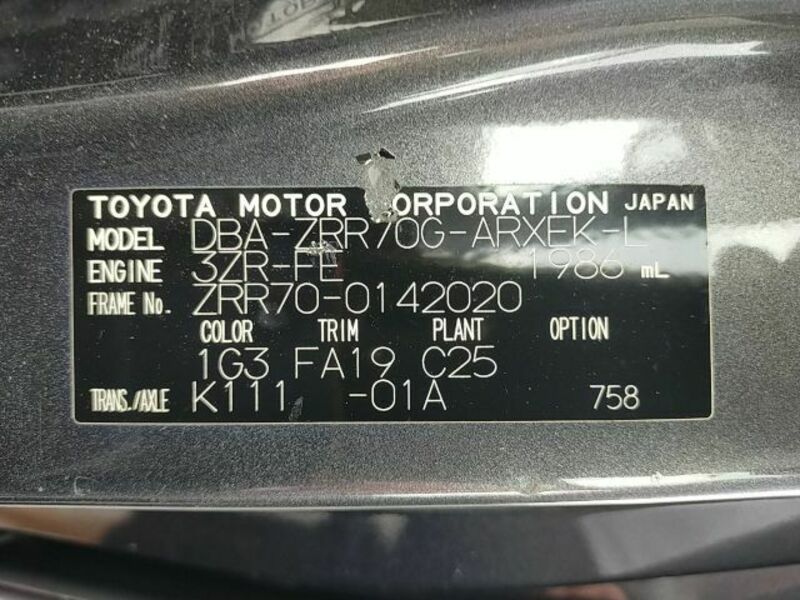 TOYOTA MOTOR CORPORATION JAPAN
MODEL DBA-ZRR70G-ARXEK-L
ENGINE 3ZR-FE 1986 mL
FRAME No. ZRR70-0142020
COLOR TRIM PLANT OPTION
1G3 FA19 C25
TRANS./AXLE K111 -01A 758